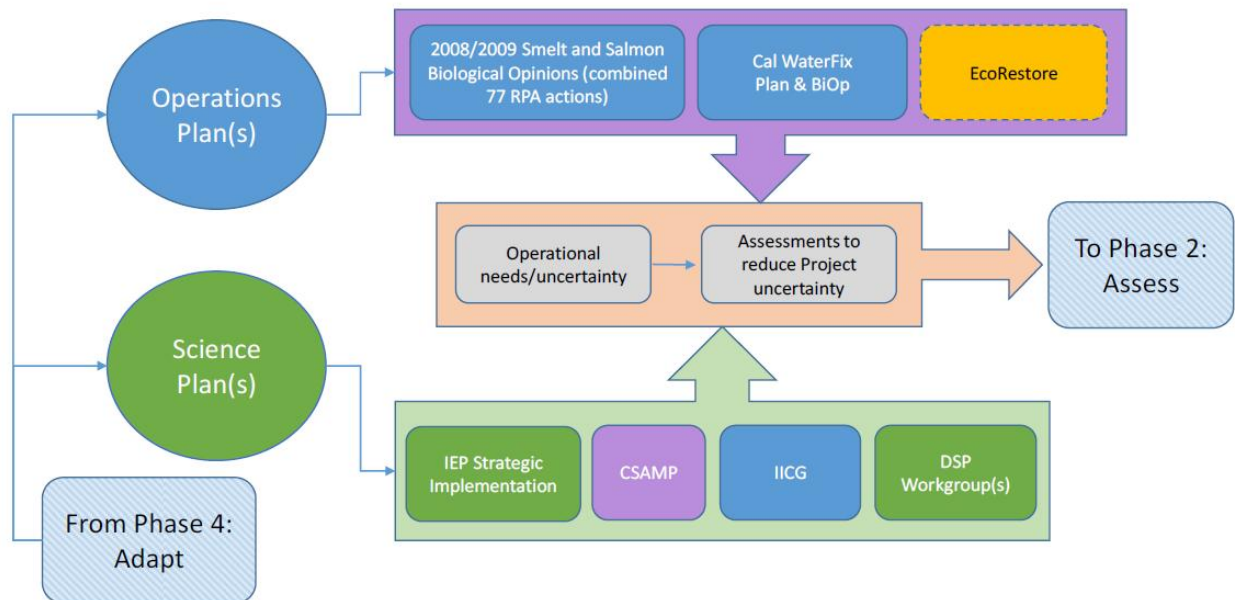 Operations
Plan(s)
2008/2009 Smelt and Salmon
Biological Opinions (combined
77 RPA actions)
Cal WaterFix
Plan & BiOp
EcoRestore
Operational
needs/uncertainty
Assessments to
reduce Project
uncertainty
To Phase 2:
Assess
Science
Plan(s)
IEP Strategic
Implementation
CSAMP
IICG
DSP
Workgroup(s)
From Phase 4:
Adapt